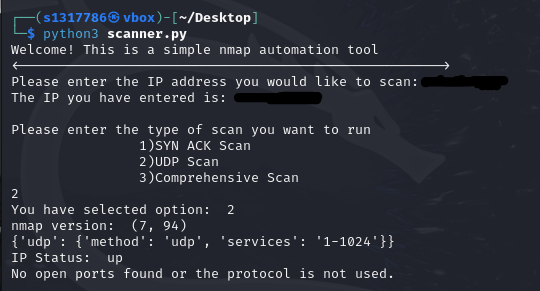 ┌──(s1317786㉿vbox)-[~/Desktop]
└─$ python3 scanner.py
Welcome! This is a simple nmap automation tool
<---------------------------------------------------->
Please enter the IP address you would like to scan:
The IP you have entered is:
Please enter the type of scan you want to run
1)SYN ACK Scan
2)UDP Scan
3)Comprehensive Scan
2
You have selected option:  2
nmap version:  (7, 94)
{'udp': {'method': 'udp', 'services': '1-1024'}}
IP Status:  up
No open ports found or the protocol is not used.